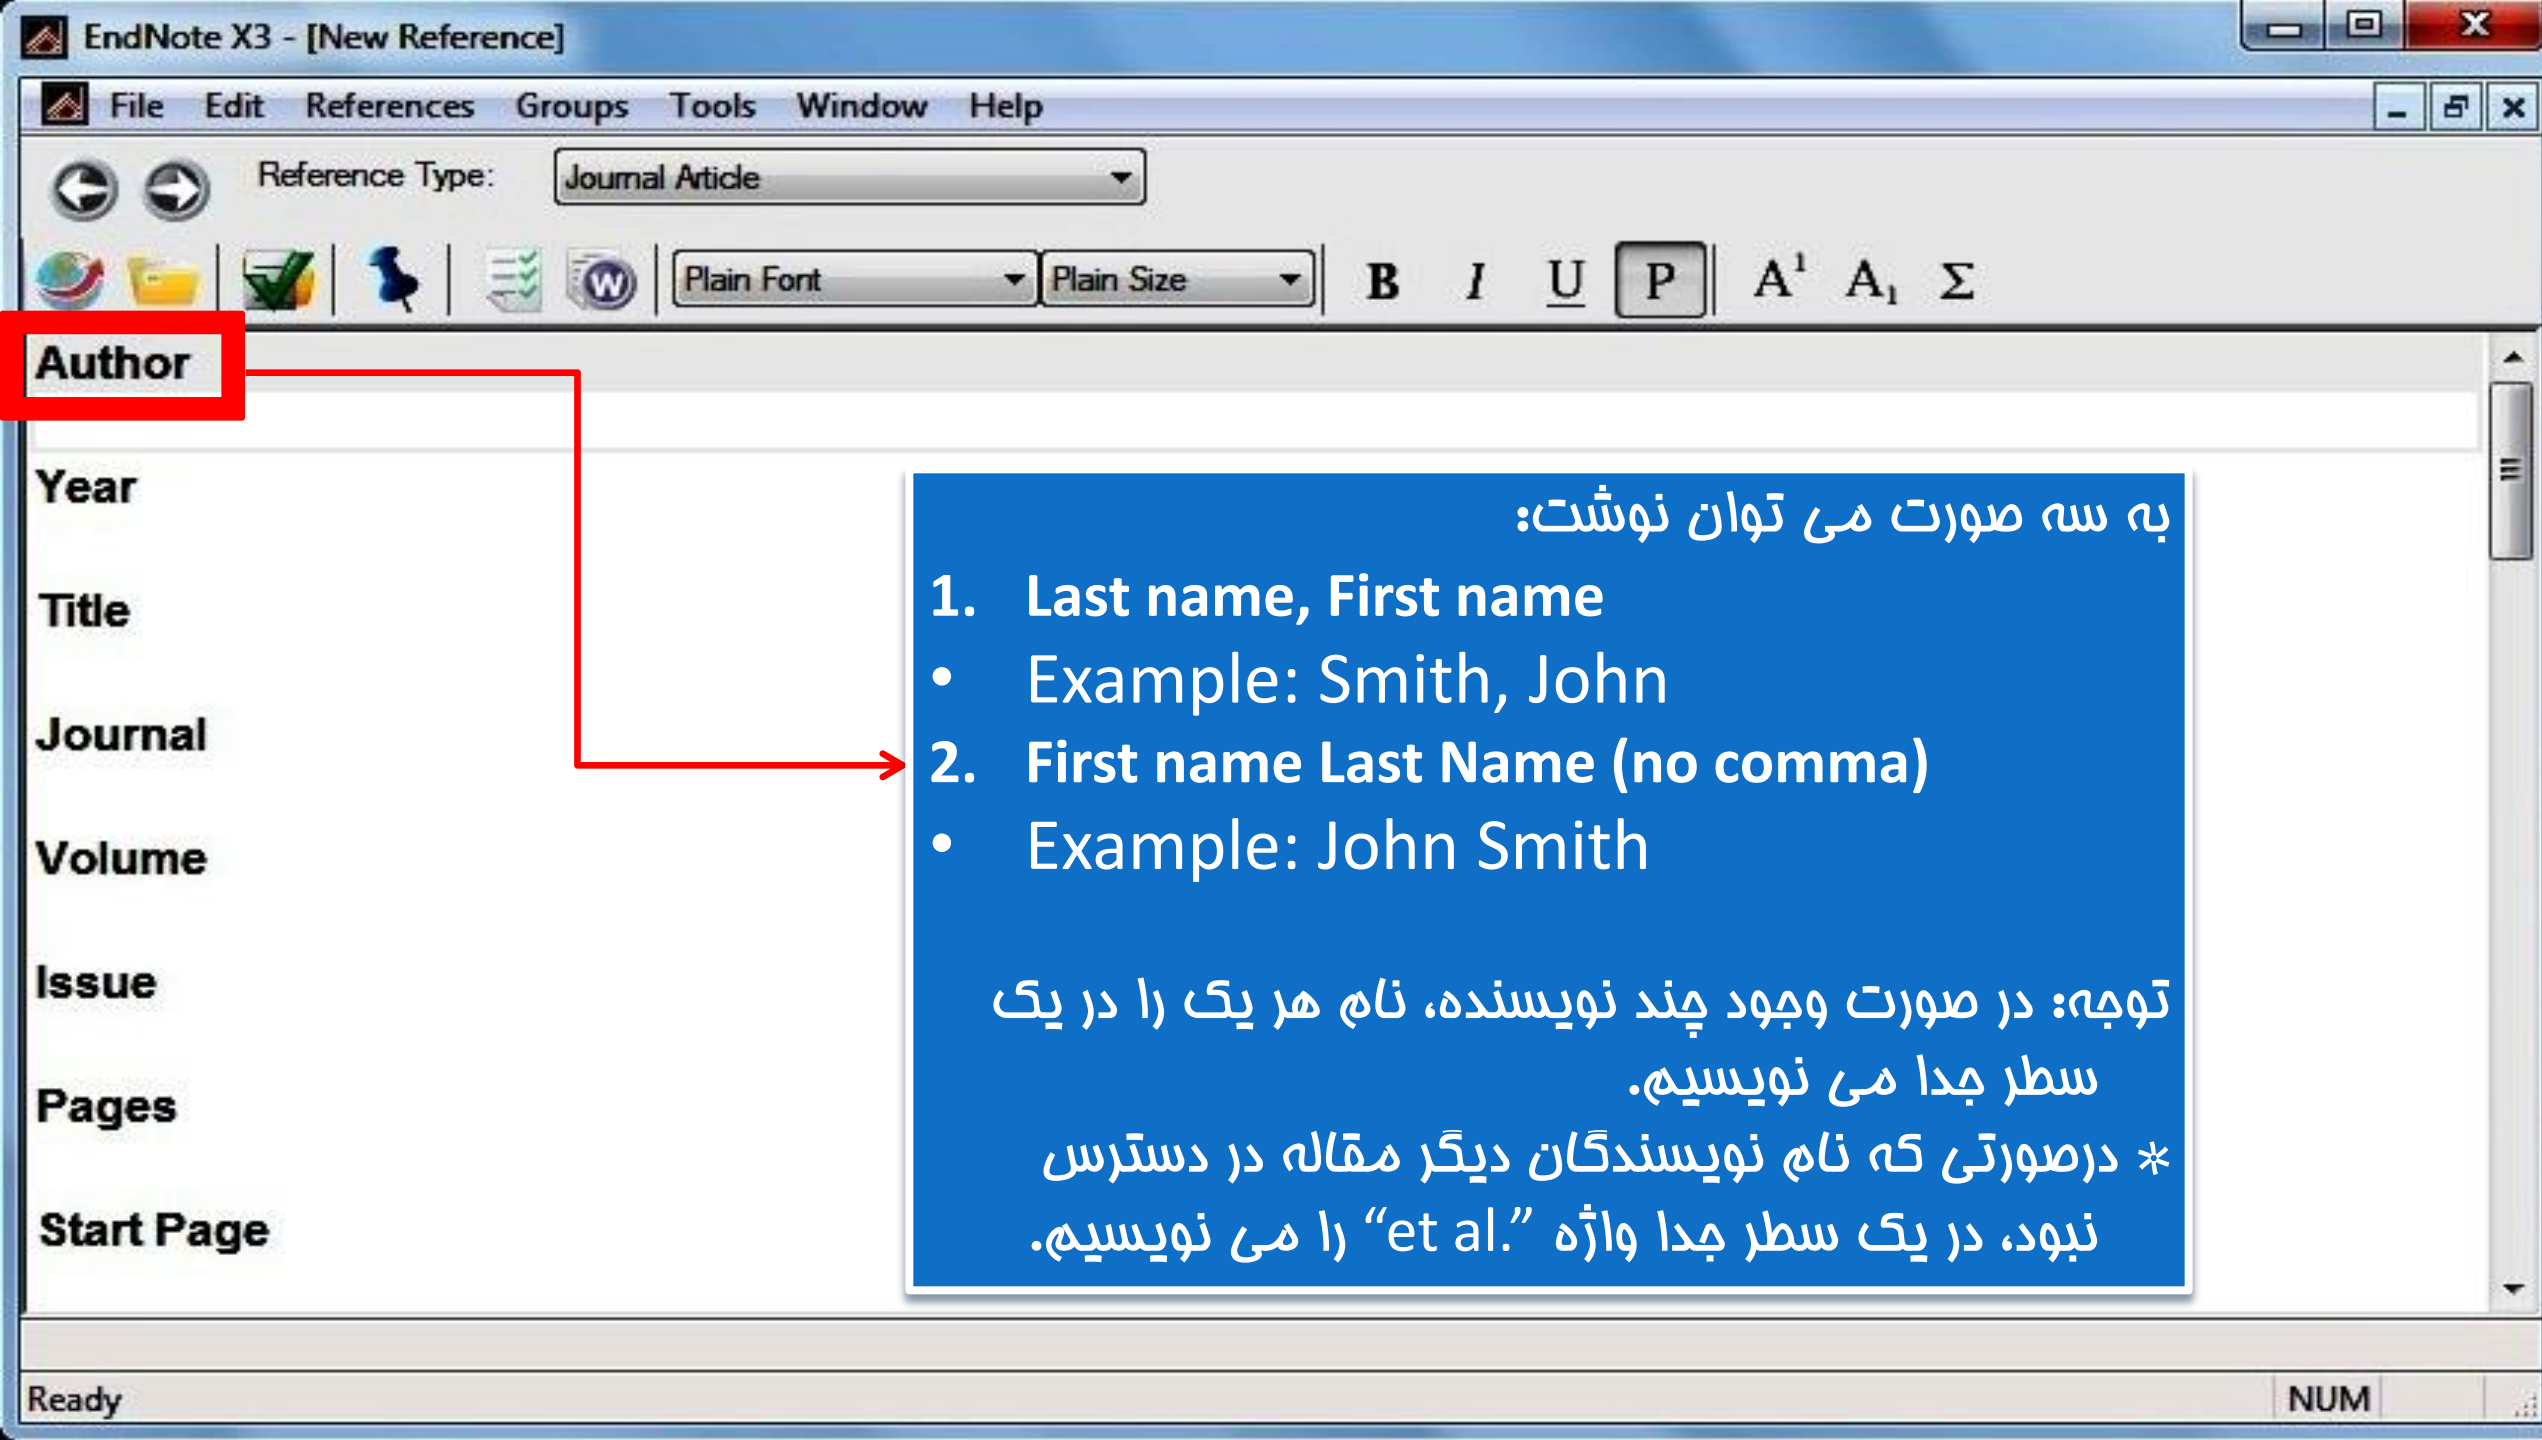 EndNote X3 - [New Reference]
File Edit References Groups Tools Window Help
Reference Type: Journal Article
Plain Font Plain Size B I U P A¹ A₁ Σ
Author
Year
Title
Journal
Volume
Issue
Pages
Start Page
به سه صورت می توان نوشت:
1. Last name, First name
• Example: Smith, John
2. First name Last Name (no comma)
• Example: John Smith
توجه: در صورت وجود چند نویسنده، نام هر یک را در یک
سطر جدا می نویسیم.
* درصورتی که نام نویسندگان دیگر مقاله در دسترس
نبود، در یک سطر جدا واژه “et al.” را می نویسیم.
Ready NUM